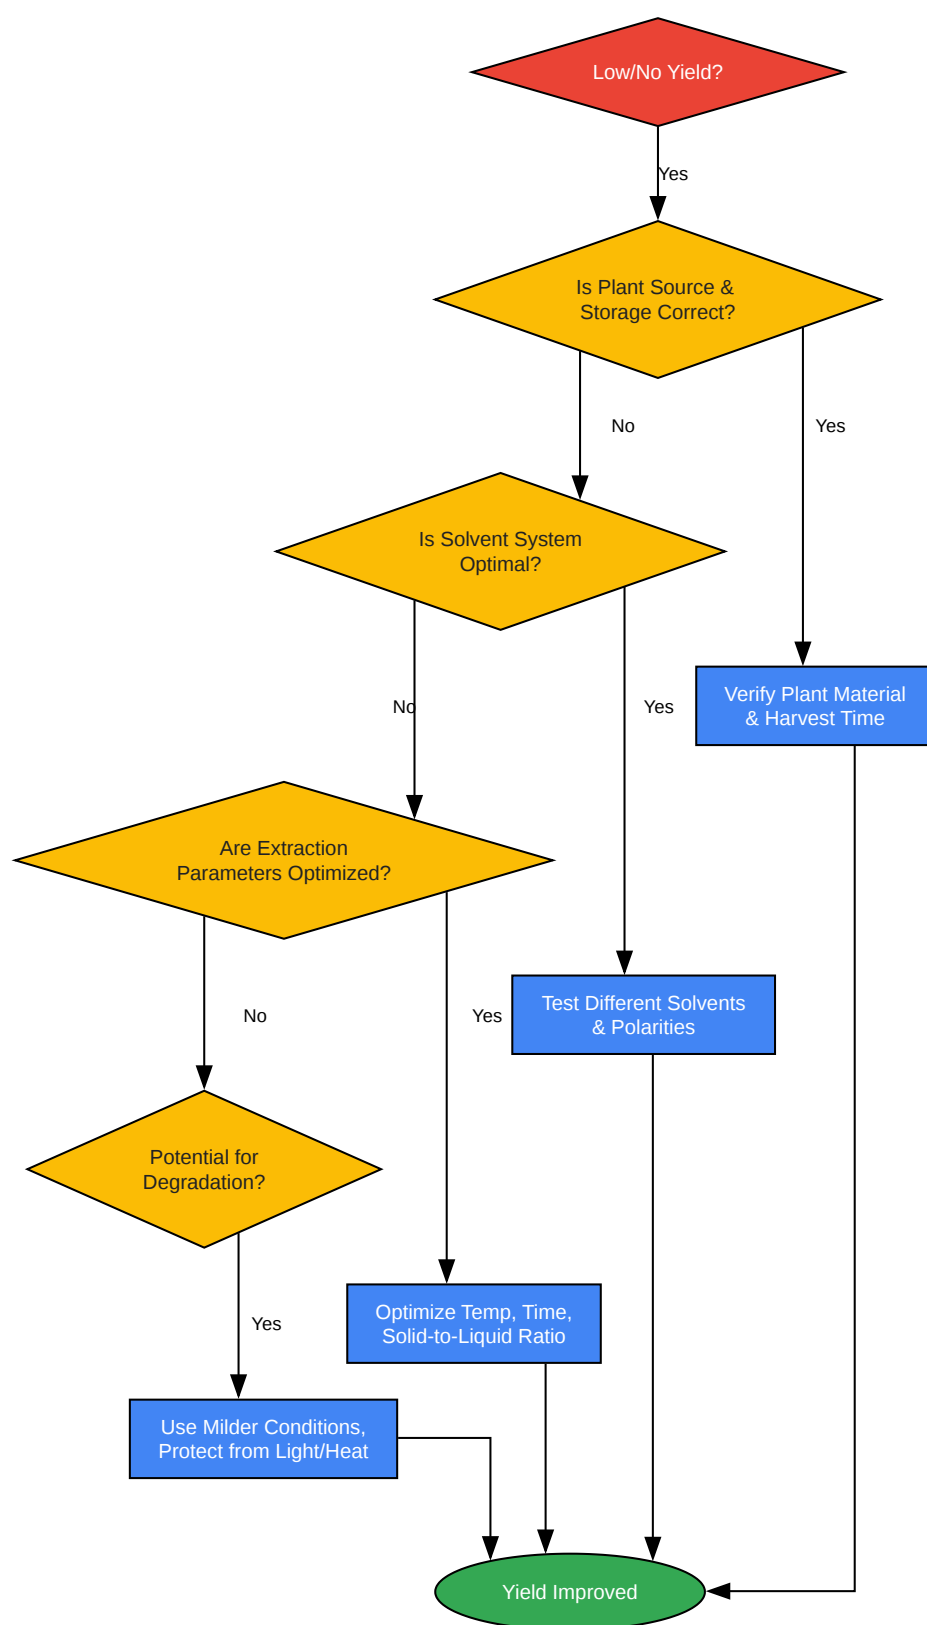 Low/No Yield?
Yes
Is Plant Source &
Storage Correct?
No
Yes
Is Solvent System
Optimal?
Verify Plant Material
& Harvest Time
No
Yes
Are Extraction
Parameters Optimized?
Test Different Solvents
& Polarities
No
Yes
Potential for
Degradation?
Yes
Optimize Temp, Time,
Solid-to-Liquid Ratio
Use Milder Conditions,
Protect from Light/Heat
Yield Improved